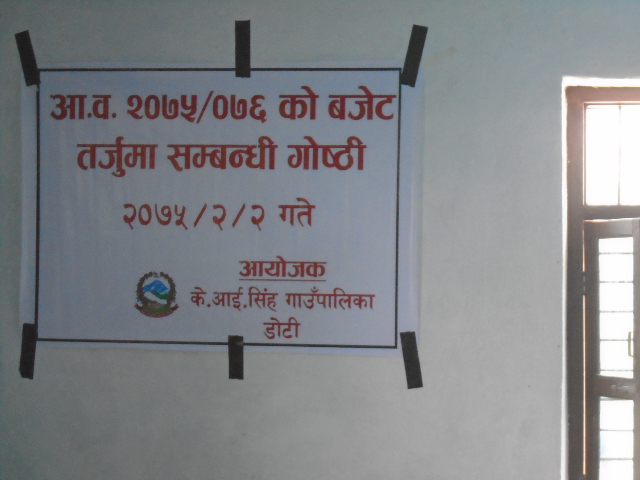 आ.व. २०७५/०७६ को बजेट
तर्जुमा सम्बन्धी गोष्ठी
२०७५/२/२ गते
आयोजक
के.आई.सिंह गाउँपालिका
डोटी